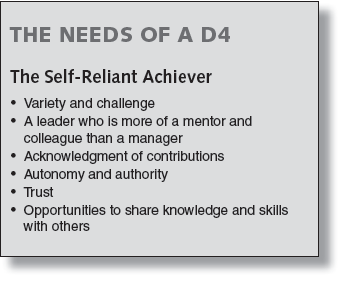 THE NEEDS OF A D4
The Self-Reliant Achiever
• Variety and challenge
• A leader who is more of a mentor and
colleague than a manager
• Acknowledgment of contributions
• Autonomy and authority
• Trust
• Opportunities to share knowledge and skills
with others